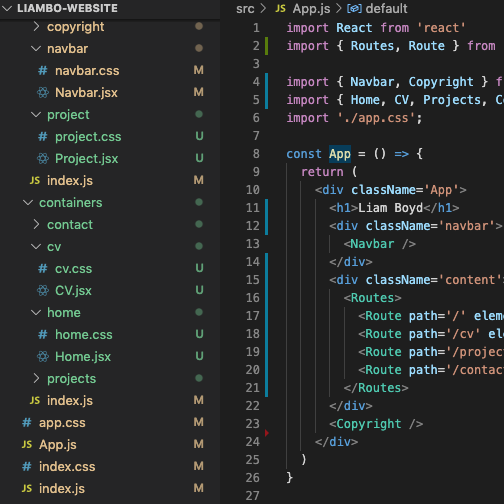 LIAMBO-WEBSITE
copyright
navbar
# navbar.css M
Navbar.jsx M
project
# project.css U
Project.jsx U
JS index.js M
containers
contact
cv
# cv.css U
CV.jsx U
home
# home.css U
Home.jsx U
projects
JS index.js M
# app.css M
JS App.js M
# index.css M
JS index.js M
src > JS App.js > default
1 import React from 'react'
2 import { Routes, Route } from
3
4 import { Navbar, Copyright } f
5 import { Home, CV, Projects, C
6 import './app.css';
7
8 const App = () => {
9 return (
10 <div className='App'>
11 <h1>Liam Boyd</h1>
12 <div className='navbar'>
13 <Navbar />
14 </div>
15 <div className='content'
16 <Routes>
17 <Route path='/' elem
18 <Route path='/cv' el
19 <Route path='/projec
20 <Route path='/contac
21 </Routes>
22 </div>
23 <Copyright />
24 </div>
25 )
26 }
27